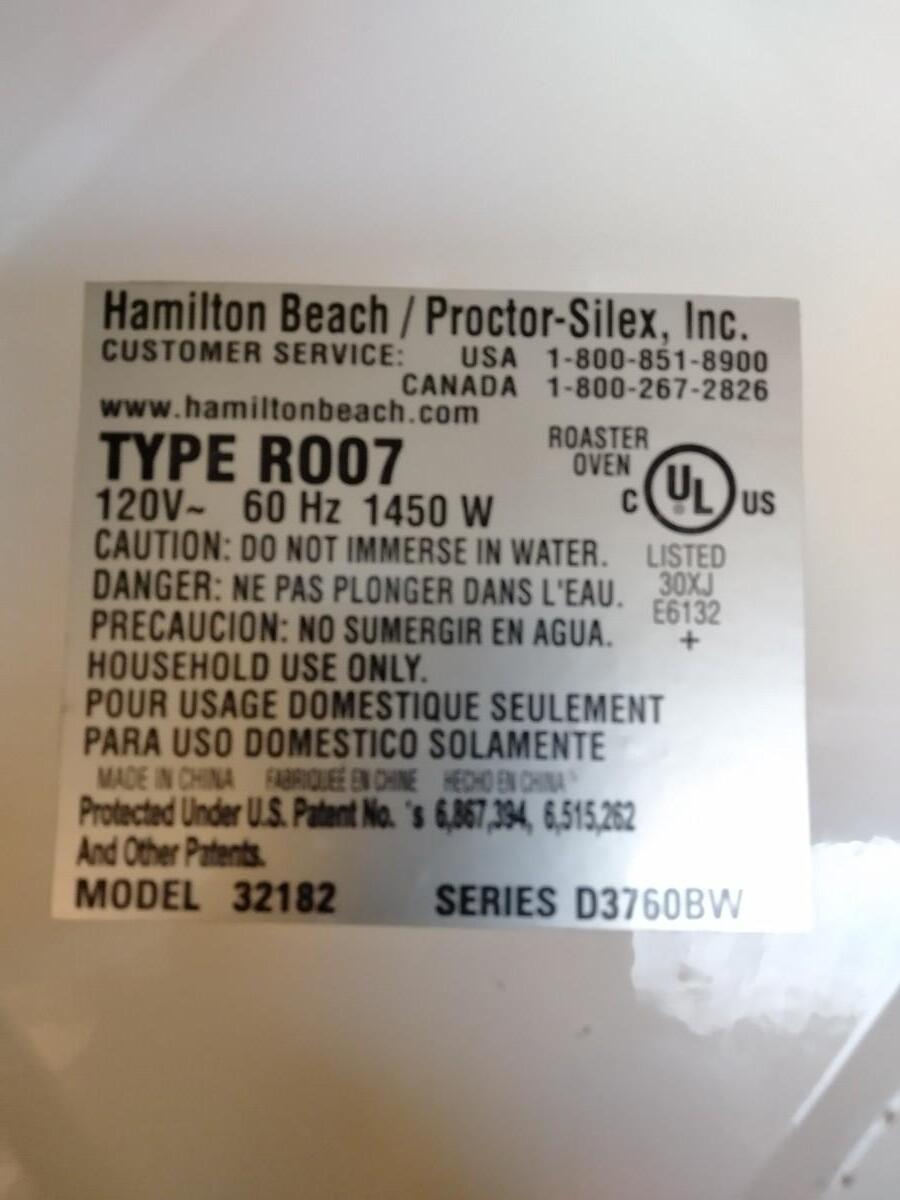 Hamilton Beach / Proctor-Silex, Inc.
CUSTOMER SERVICE: USA 1-800-851-8900
CANADA 1-800-267-2826
www.hamiltonbeach.com
TYPE RO07
ROASTER
OVEN
120V~ 60 Hz 1450 W
C UL US
CAUTION: DO NOT IMMERSE IN WATER.
LISTED
DANGER: NE PAS PLONGER DANS L'EAU.
30XJ
E6132
+
PRECAUCION: NO SUMERGIR EN AGUA.
HOUSEHOLD USE ONLY.
POUR USAGE DOMESTIQUE SEULEMENT
PARA USO DOMESTICO SOLAMENTE
MADE IN CHINA FABRIQUEÉ EN CHINE HECHO EN CHINA
Protected Under U.S. Patent No. 's 6,867,394, 6,515,262
And Other Patents.
MODEL 32182 SERIES D3760BW